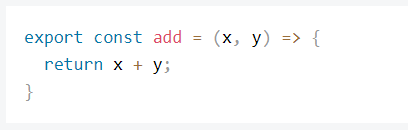 export const add = (x, y) => {
  return x + y;
}